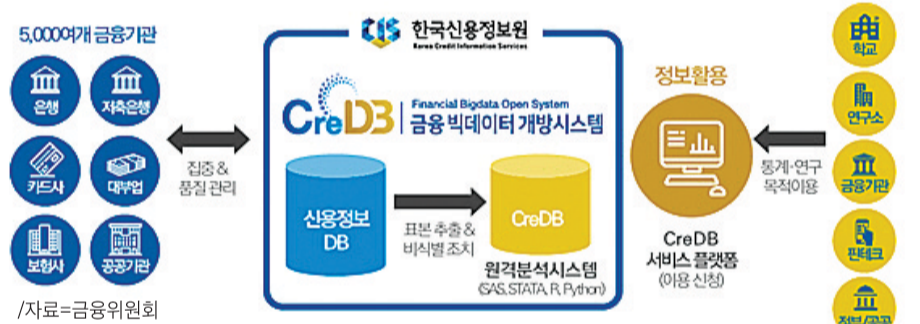 5,000여개 금융기관
은행
저축은행
카드사
대부업
보험사
공공기관
/자료=금융위원회
집중 &
품질 관리
CIS 한국신용정보원
Korea Credit Information Services
CreDB
Financial Bigdata Open System
금융 빅데이터 개방시스템
신용정보
DB
표본 추출 &
비식별 조치
CreDB
원격분석시스템
(SAS, STATA, R, Python)
정보활용
CreDB
서비스 플랫폼
(이용 신청)
통계·연구
목적이용
학교
연구소
금융기관
핀테크
정부/공공